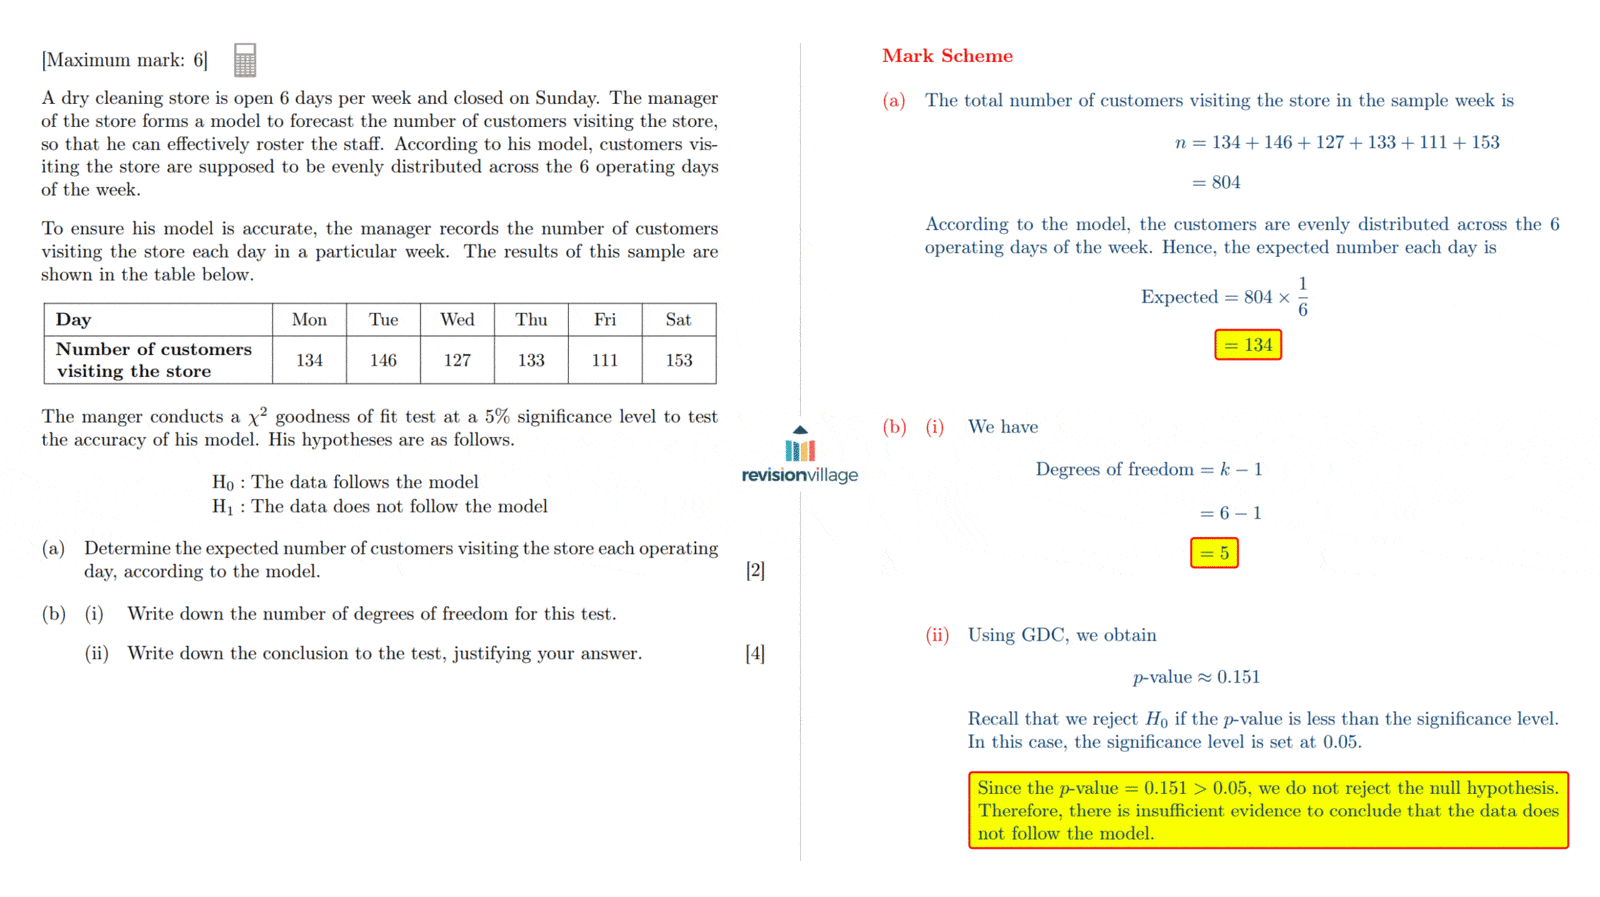 [Maximum mark: 6]
A dry cleaning store is open 6 days per week and closed on Sunday. The manager
of the store forms a model to forecast the number of customers visiting the store,
so that he can effectively roster the staff. According to his model, customers vis-
iting the store are supposed to be evenly distributed across the 6 operating days
of the week.
To ensure his model is accurate, the manager records the number of customers
visiting the store each day in a particular week. The results of this sample are
shown in the table below.
Day Mon Tue Wed Thu Fri Sat
Number of customers
visiting the store 134 146 127 133 111 153
The manger conducts a χ² goodness of fit test at a 5% significance level to test
the accuracy of his model. His hypotheses are as follows.
H₀ : The data follows the model
H₁ : The data does not follow the model
(a) Determine the expected number of customers visiting the store each operating
day, according to the model. [2]
(b) (i) Write down the number of degrees of freedom for this test.
(ii) Write down the conclusion to the test, justifying your answer. [4]
revisionvillage
Mark Scheme
(a) The total number of customers visiting the store in the sample week is
n = 134 + 146 + 127 + 133 + 111 + 153
= 804
According to the model, the customers are evenly distributed across the 6
operating days of the week. Hence, the expected number each day is
Expected = 804 × 1/6
= 134
(b) (i) We have
Degrees of freedom = k − 1
= 6 − 1
= 5
(ii) Using GDC, we obtain
p-value ≈ 0.151
Recall that we reject H₀ if the p-value is less than the significance level.
In this case, the significance level is set at 0.05.
Since the p-value = 0.151 > 0.05, we do not reject the null hypothesis.
Therefore, there is insufficient evidence to conclude that the data does
not follow the model.